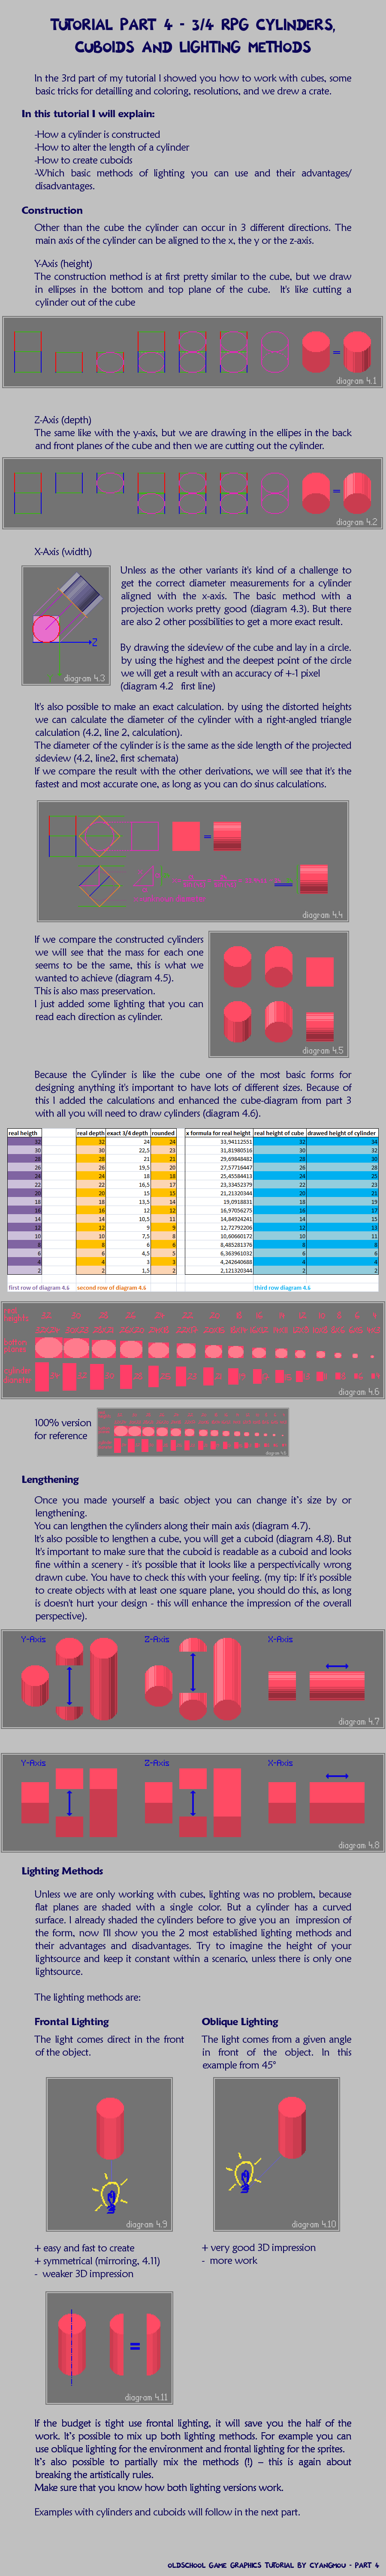 TUTORIAL PART 4 - 3/4 RPG CYLINDERS,
CUBOIDS AND LIGHTING METHODS
In the 3rd part of my tutorial I showed you how to work with cubes, some
basic tricks for detailling and coloring, resolutions, and we drew a crate.
In this tutorial I will explain:
-How a cylinder is constructed
-How to alter the length of a cylinder
-How to create cuboids
-Which basic methods of lighting you can use and their advantages/
disadvantages.
Construction
Other than the cube the cylinder can occur in 3 different directions. The
main axis of the cylinder can be aligned to the x, the y or the z-axis.
Y-Axis (height)
The construction method is at first pretty similar to the cube, but we draw
in ellipses in the bottom and top plane of the cube. It's like cutting a
cylinder out of the cube
diagram 4.1
Z-Axis (depth)
The same like with the y-axis, but we are drawing in the ellipes in the back
and front planes of the cube and then we are cutting out the cylinder.
diagram 4.2
X-Axis (width)
Unless as the other variants it's kind of a challenge to
get the correct diameter measurements for a cylinder
aligned with the x-axis. The basic method with a
projection works pretty good (diagram 4.3). But there
are also 2 other possibilities to get a more exact result.
Z
diagram 4.3
By drawing the sideview of the cube and lay in a circle.
by using the highest and the deepest point of the circle
we will get a result with an accuracy of +-1 pixel
(diagram 4.2 first line)
It's also possible to make an exact calculation. by using the distorted heights
we can calculate the diameter of the cylinder with a right-angled triangle
calculation (4.2, line 2, calculation).
The diameter of the cylinder is is the same as the side length of the projected
sideview (4.2, line2, first schemata)
If we compare the result with the other derivations, we will see that it's the
fastest and most accurate one, as long as you can do sinus calculations.
diagram 4.4
If we compare the constructed cylinders
we will see that the mass for each one
seems to be the same, this is what we
wanted to achieve (diagram 4.5).
This is also mass preservation.
I just added some lighting that you can
read each direction as cylinder.
diagram 4.5
Because the Cylinder is like the cube one of the most basic forms for
designing anything it's important to have lots of different sizes. Because of
this I added the calculations and enhanced the cube-diagram from part 3
with all you will need to draw cylinders (diagram 4.6).
real heigth real depth exact 3/4 depth rounded x formula for real height real height of cube drawed height of cylinder
32 32 24 24 33,94112551 32 34
30 30 22,5 23 31,81980516 30 32
28 28 21 21 29,69848482 28 30
26 26 19,5 20 27,57716447 26 28
24 24 18 18 25,45584413 24 25
22 22 16,5 17 23,33452379 22 23
20 20 15 15 21,21320344 20 21
18 18 13,5 14 19,0918831 18 19
16 16 12 12 16,97056275 16 17
14 14 10,5 11 14,84924241 14 15
12 12 9 9 12,72792206 12 13
10 10 7,5 8 10,60660172 10 11
8 8 6 6 8,485281376 8 8
6 6 4,5 5 6,363961032 6 6
4 4 3 3 4,242640688 4 4
2 2 1,5 2 2,121320344 2 2
first row of diagram 4.6 second row of diagram 4.6 third row diagram 4.6
diagram 4.6
100% version
for reference
Lengthening
Once you made yourself a basic object you can change it's size by or
lengthening.
You can lengthen the cylinders along their main axis (diagram 4.7).
It's also possible to lengthen a cube, you will get a cuboid (diagram 4.8). But
It's important to make sure that the cuboid is readable as a cuboid and looks
fine within a scenery - it's possible that it looks like a perspectivically wrong
drawn cube. You have to check this with your feeling. (my tip: If it's possible
to create objects with at least one square plane, you should do this, as long
is doesn't hurt your design - this will enhance the impression of the overall
perspective).
Y-Axis Z-Axis X-Axis
diagram 4.7
Y-Axis Z-Axis X-Axis
diagram 4.8
Lighting Methods
Unless we are only working with cubes, lighting was no problem, because
flat planes are shaded with a single color. But a cylinder has a curved
surface. I already shaded the cylinders before to give you an impression of
the form, now I'll show you the 2 most established lighting methods and
their advantages and disadvantages. Try to imagine the height of your
lightsource and keep it constant within a scenario, unless there is only one
lightsource.
The lighting methods are:
Frontal Lighting
The light comes direct in the front
of the object.
diagram 4.9
+ easy and fast to create
+ symmetrical (mirroring, 4.11)
- weaker 3D impression
diagram 4.11
Oblique Lighting
The light comes from a given angle
in front of the object. In this
example from 45°
diagram 4.10
+ very good 3D impression
- more work
If the budget is tight use frontal lighting, it will save you the half of the
work. It's possible to mix up both lighting methods. For example you can
use oblique lighting for the environment and frontal lighting for the sprites.
It's also possible to partially mix the methods (!) – this is again about
breaking the artistically rules.
Make sure that you know how both lighting versions work.
Examples with cylinders and cuboids will follow in the next part.
OLDSCHOOL GAME GRAPHICS TUTORIAL BY CYANGMOU - PART 4